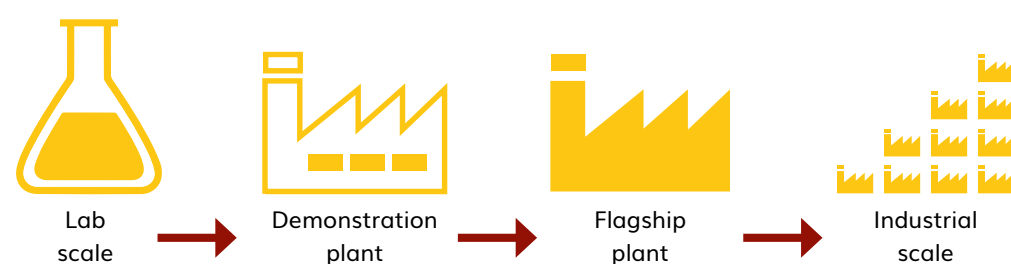 Lab
scale
Demonstration
plant
Flagship
plant
Industrial
scale